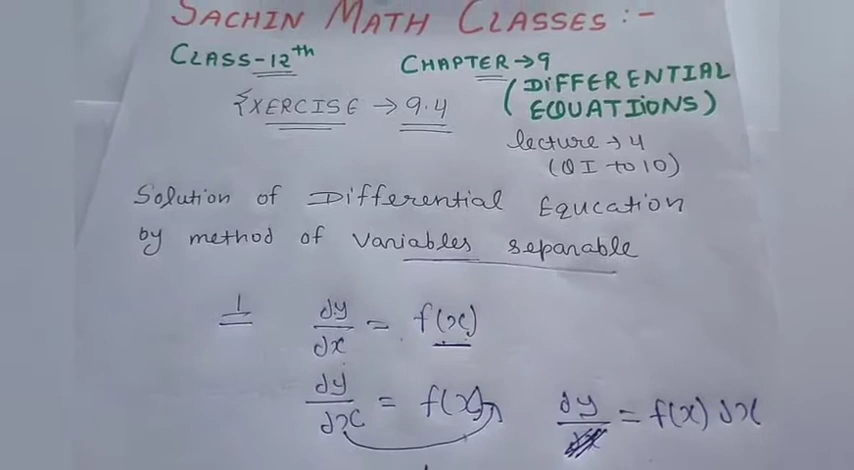 SACHIN MATH CLASSES :-
CLASS-12th
CHAPTER → 9
(DIFFERENTIAL EQUATIONS)
EXERCISE → 9.4
lecture → 4
(Q I to 10)
Solution of Differential Equcation
by method of variables separable
1 dy/dx = f(x)
dy/dx = f(x)
dy = f(x) dx